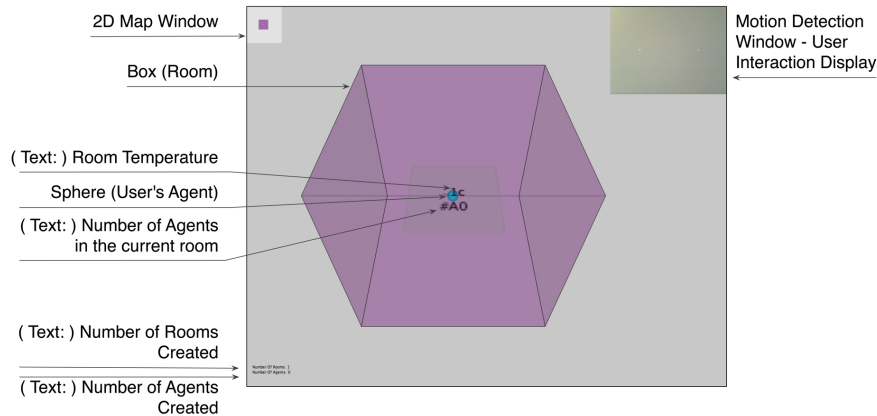 2D Map Window
Box (Room)
( Text: ) Room Temperature
Sphere (User's Agent)
( Text: ) Number of Agents
in the current room
( Text: ) Number of Rooms
Created
( Text: ) Number of Agents
Created
1c
#A0
Number Of Rooms: 1
Number Of Agents: 0
Motion Detection
Window - User
Interaction Display